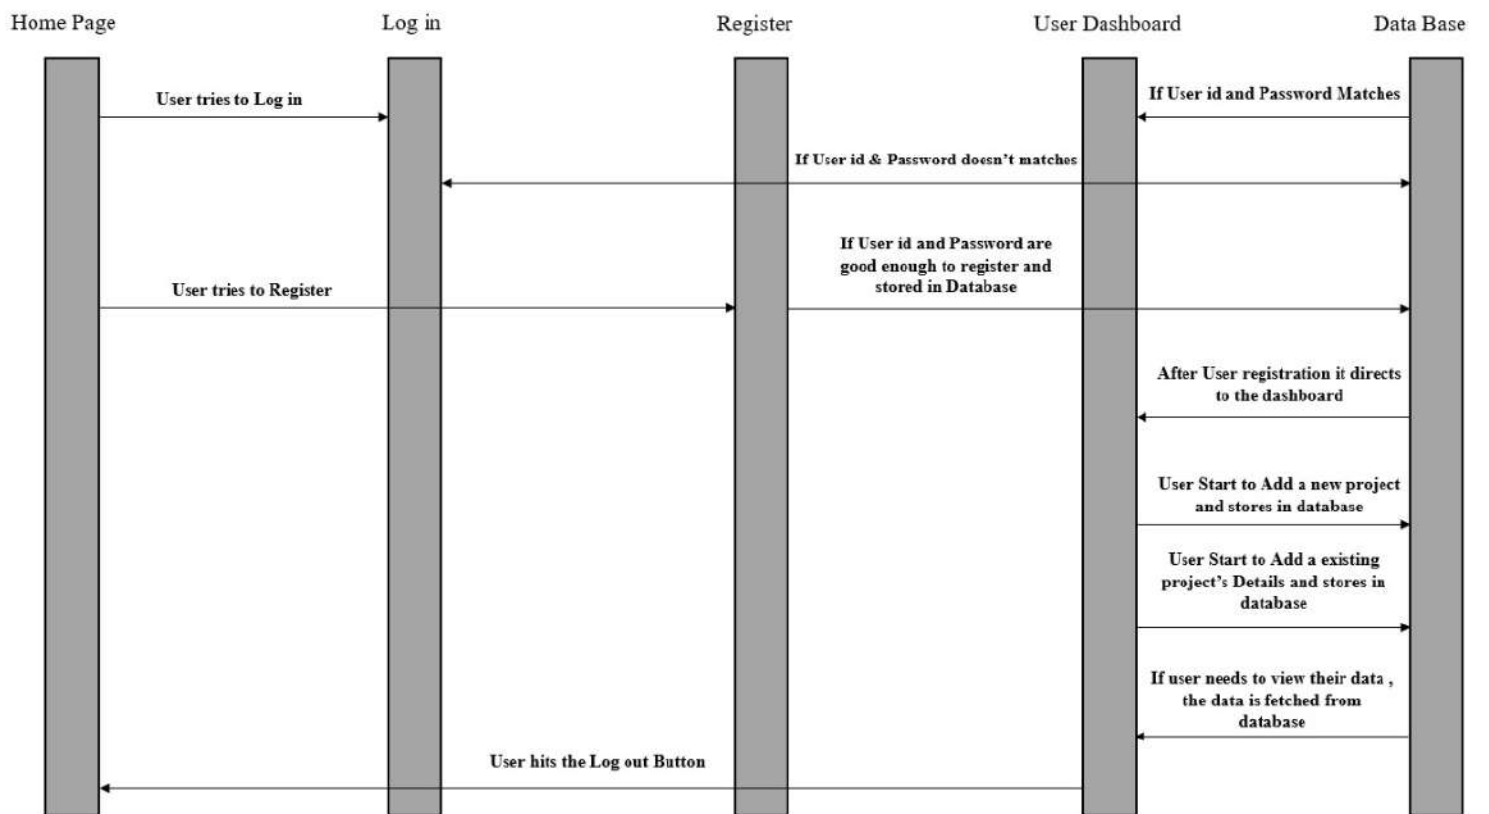 Home Page
Log in
Register
User Dashboard
Data Base
User tries to Log in
If User id and Password Matches
If User id & Password doesn't matches
If User id and Password are
good enough to register and
stored in Database
User tries to Register
After User registration it directs
to the dashboard
User Start to Add a new project
and stores in database
User Start to Add a existing
project's Details and stores in
database
If user needs to view their data ,
the data is fetched from
database
User hits the Log out Button